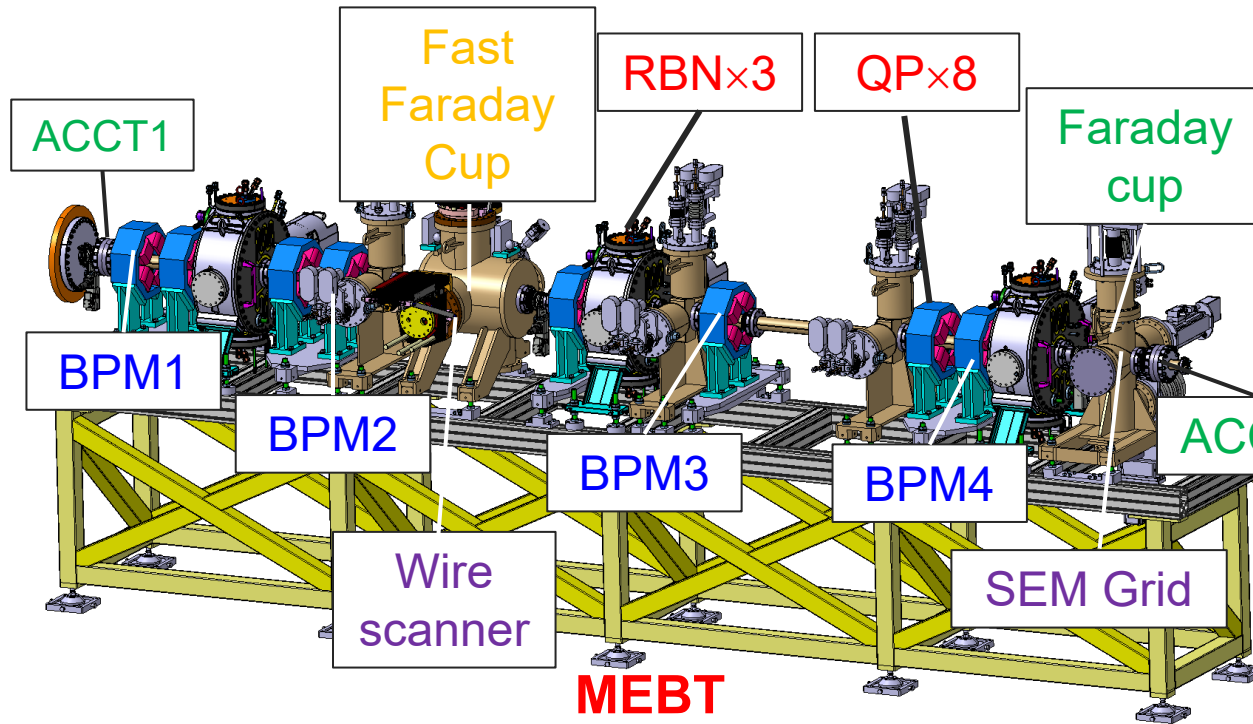 Fast
Faraday
Cup
RBN×3
QP×8
ACCT1
Faraday
cup
BPM1
BPM2
BPM3
BPM4
Wire
scanner
SEM Grid
MEBT